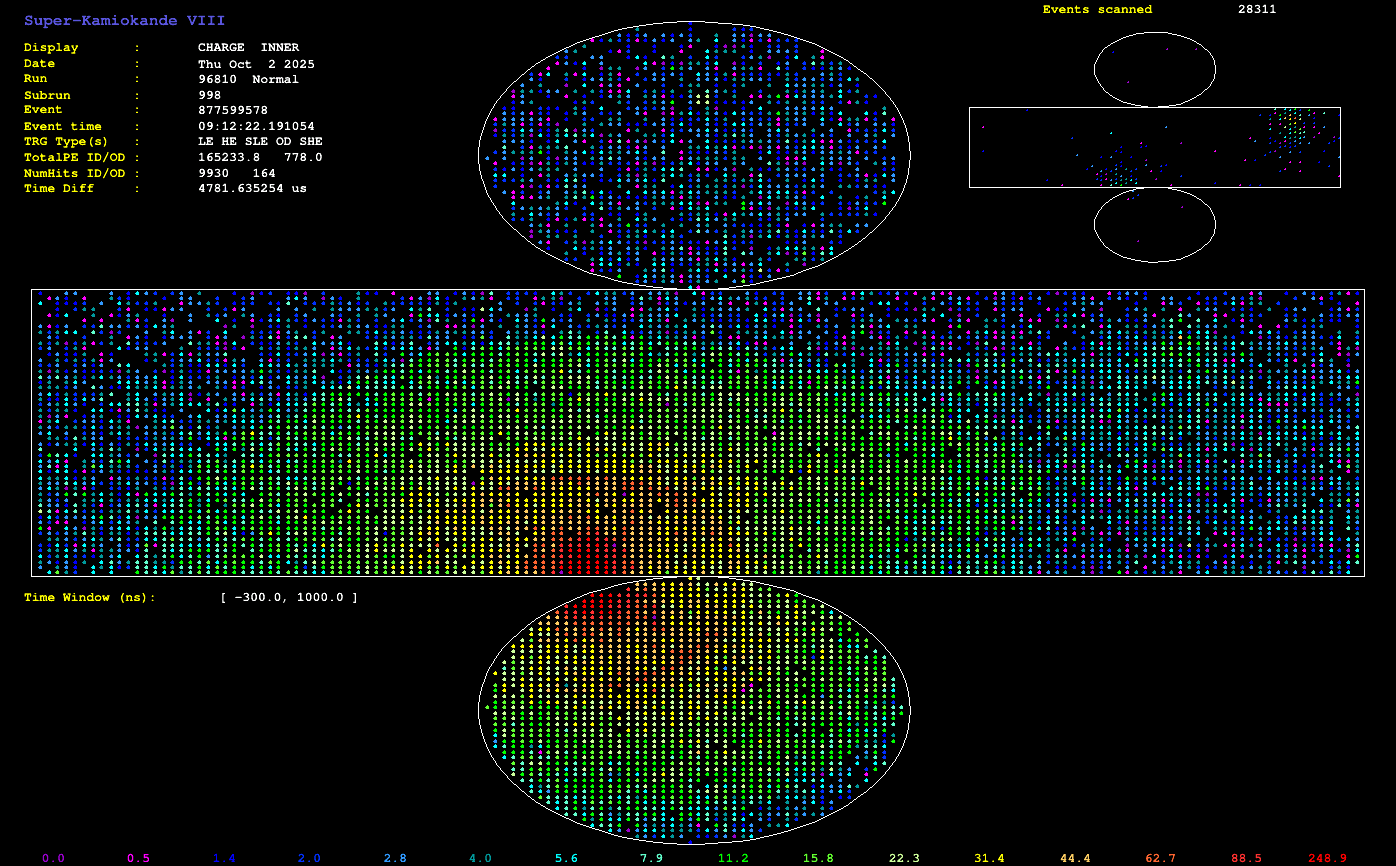 Super-Kamiokande VIII
Events scanned 28311
Display : CHARGE INNER
Date : Thu Oct 2 2025
Run : 96810 Normal
Subrun : 998
Event : 877599578
Event time : 09:12:22.191054
TRG Type(s) : LE HE SLE OD SHE
TotalPE ID/OD : 165233.8 778.0
NumHits ID/OD : 9930 164
Time Diff : 4781.635254 us
Time Window (ns): [ -300.0, 1000.0 ]
0.0 0.5 1.4 2.0 2.8 4.0 5.6 7.9 11.2 15.8 22.3 31.4 44.4 62.7 88.5 248.9